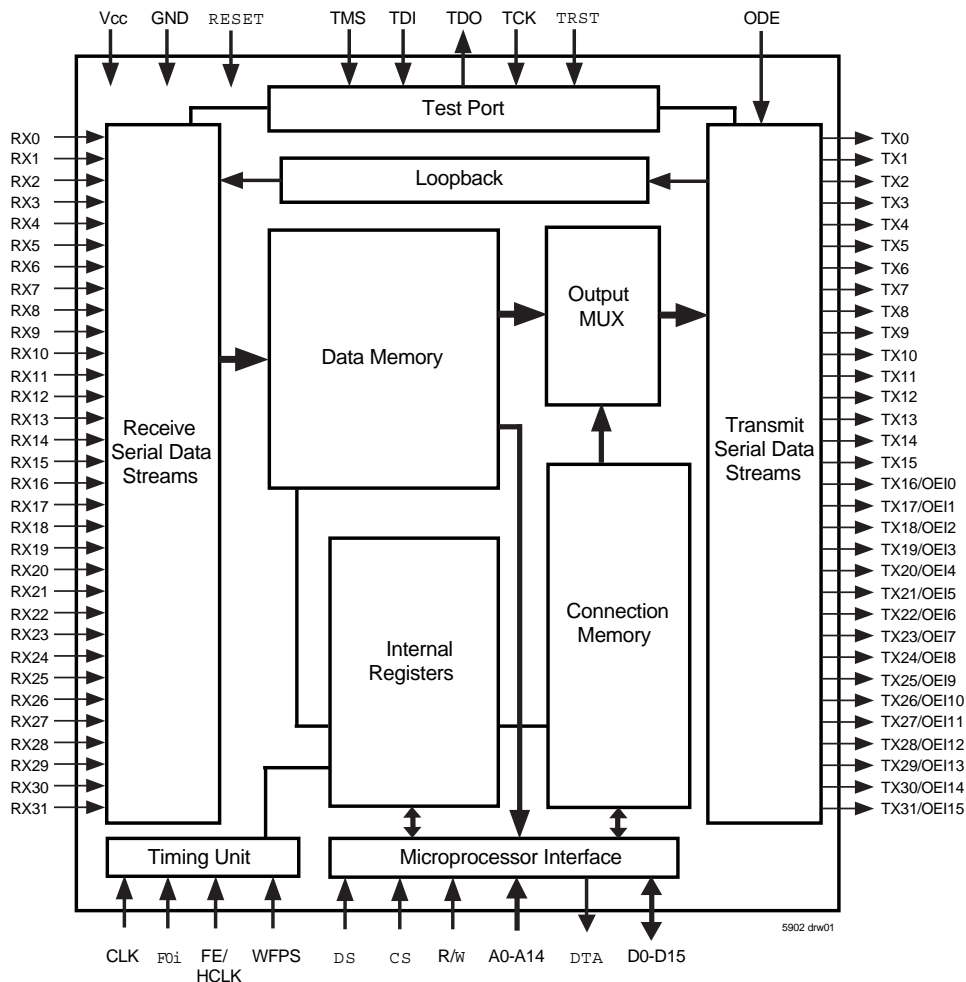 Vcc GND RESET TMS TDI TDO TCK TRST ODE
Test Port
Loopback
RX0
RX1
RX2
RX3
RX4
RX5
RX6
RX7
RX8
RX9
RX10
RX11
RX12
RX13
RX14
RX15
RX16
RX17
RX18
RX19
RX20
RX21
RX22
RX23
RX24
RX25
RX26
RX27
RX28
RX29
RX30
RX31
Receive
Serial Data
Streams
Data Memory
Output
MUX
Internal
Registers
Connection
Memory
Transmit
Serial Data
Streams
TX0
TX1
TX2
TX3
TX4
TX5
TX6
TX7
TX8
TX9
TX10
TX11
TX12
TX13
TX14
TX15
TX16/OEI0
TX17/OEI1
TX18/OEI2
TX19/OEI3
TX20/OEI4
TX21/OEI5
TX22/OEI6
TX23/OEI7
TX24/OEI8
TX25/OEI9
TX26/OEI10
TX27/OEI11
TX28/OEI12
TX29/OEI13
TX30/OEI14
TX31/OEI15
Timing Unit
Microprocessor Interface
5902 drw01
CLK F0i FE/ WFPS DS CS R/W A0-A14 DTA D0-D15
HCLK